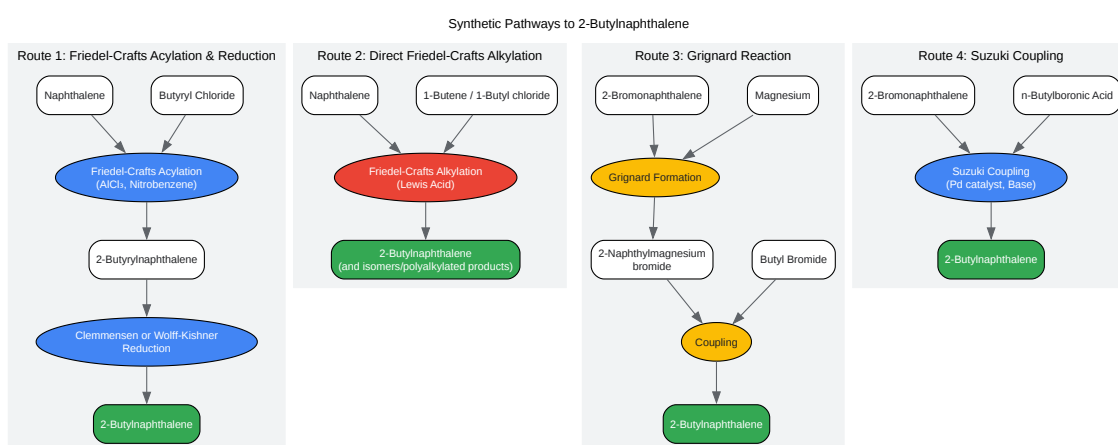 Synthetic Pathways to 2-Butylnaphthalene
Route 1: Friedel-Crafts Acylation & Reduction
Naphthalene
Butyryl Chloride
Friedel-Crafts Acylation
(AlCl₃, Nitrobenzene)
2-Butyrylnaphthalene
Clemmensen or Wolff-Kishner
Reduction
2-Butylnaphthalene
Route 2: Direct Friedel-Crafts Alkylation
Naphthalene
1-Butene / 1-Butyl chloride
Friedel-Crafts Alkylation
(Lewis Acid)
2-Butylnaphthalene
(and isomers/polyalkylated products)
Route 3: Grignard Reaction
2-Bromonaphthalene
Magnesium
Grignard Formation
2-Naphthylmagnesium
bromide
Butyl Bromide
Coupling
2-Butylnaphthalene
Route 4: Suzuki Coupling
2-Bromonaphthalene
n-Butylboronic Acid
Suzuki Coupling
(Pd catalyst, Base)
2-Butylnaphthalene